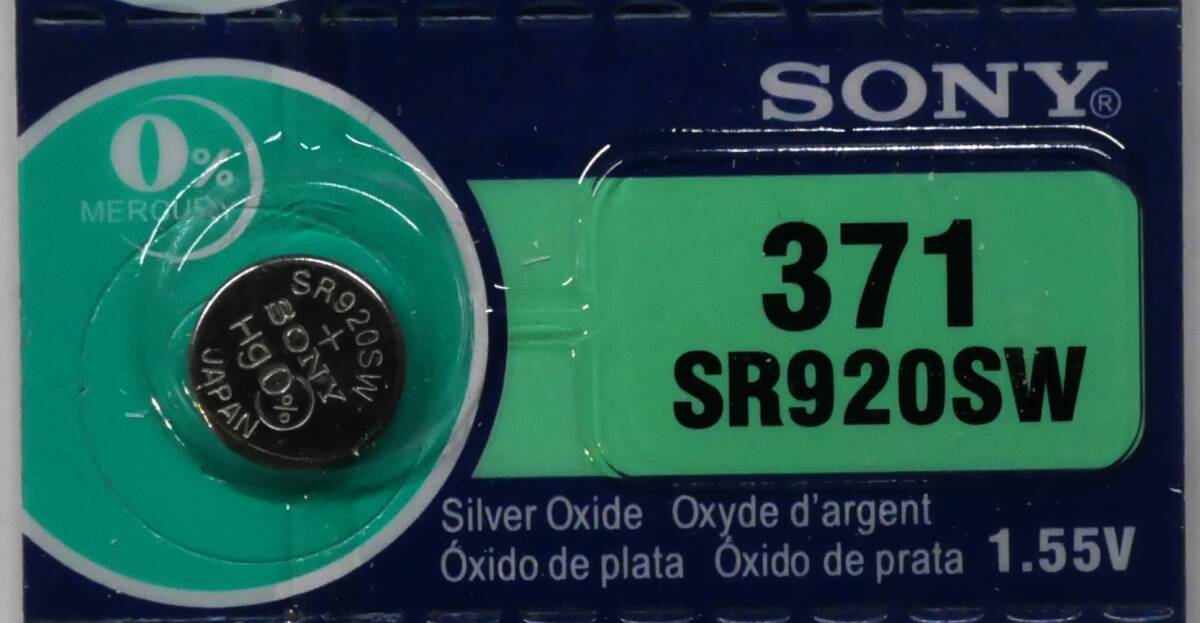 0%
MERCURY
SONY®
371
SR920SW
SR920SW
+
SONY
Hg0%
JAPAN
Silver Oxide Oxyde d'argent
Óxido de plata Óxido de prata 1.55V